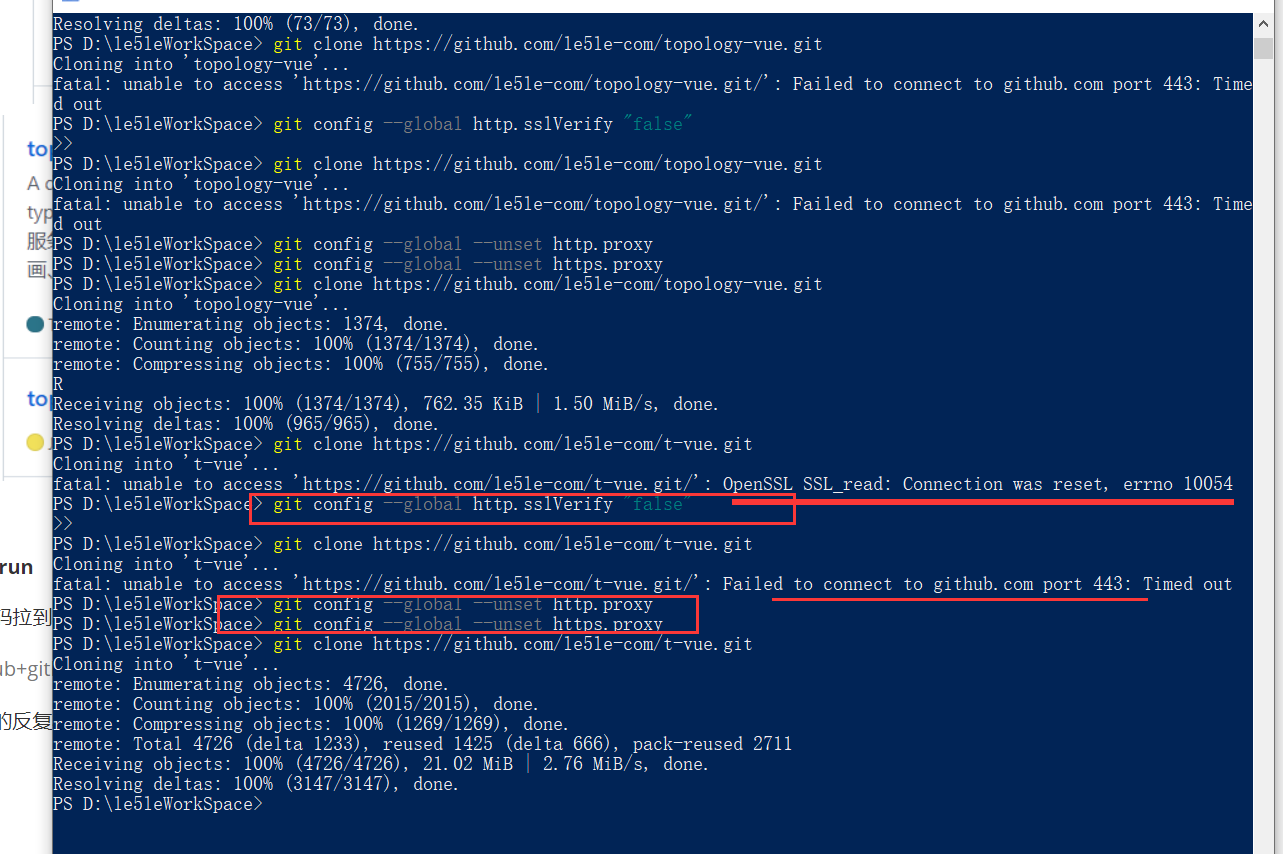 Resolving deltas: 100% (73/73), done.
PS D:\le5leWorkSpace> git clone https://github.com/le5le-com/topology-vue.git
Cloning into 'topology-vue'...
fatal: unable to access 'https://github.com/le5le-com/topology-vue.git/': Failed to connect to github.com port 443: Time
d out
PS D:\le5leWorkSpace> git config --global http.sslVerify "false"
>>
PS D:\le5leWorkSpace> git clone https://github.com/le5le-com/topology-vue.git
Cloning into 'topology-vue'...
fatal: unable to access 'https://github.com/le5le-com/topology-vue.git/': Failed to connect to github.com port 443: Time
d out
PS D:\le5leWorkSpace> git config --global --unset http.proxy
PS D:\le5leWorkSpace> git config --global --unset https.proxy
PS D:\le5leWorkSpace> git clone https://github.com/le5le-com/topology-vue.git
Cloning into 'topology-vue'...
remote: Enumerating objects: 1374, done.
remote: Counting objects: 100% (1374/1374), done.
remote: Compressing objects: 100% (755/755), done.
R
Receiving objects: 100% (1374/1374), 762.35 KiB | 1.50 MiB/s, done.
Resolving deltas: 100% (965/965), done.
PS D:\le5leWorkSpace> git clone https://github.com/le5le-com/t-vue.git
Cloning into 't-vue'...
fatal: unable to access 'https://github.com/le5le-com/t-vue.git/': OpenSSL SSL_read: Connection was reset, errno 10054
PS D:\le5leWorkSpace> git config --global http.sslVerify "false"
>>
PS D:\le5leWorkSpace> git clone https://github.com/le5le-com/t-vue.git
Cloning into 't-vue'...
fatal: unable to access 'https://github.com/le5le-com/t-vue.git/': Failed to connect to github.com port 443: Timed out
PS D:\le5leWorkSpace> git config --global --unset http.proxy
PS D:\le5leWorkSpace> git config --global --unset https.proxy
PS D:\le5leWorkSpace> git clone https://github.com/le5le-com/t-vue.git
Cloning into 't-vue'...
remote: Enumerating objects: 4726, done.
remote: Counting objects: 100% (2015/2015), done.
remote: Compressing objects: 100% (1269/1269), done.
remote: Total 4726 (delta 1233), reused 1425 (delta 666), pack-reused 2711
Receiving objects: 100% (4726/4726), 21.02 MiB | 2.76 MiB/s, done.
Resolving deltas: 100% (3147/3147), done.
PS D:\le5leWorkSpace>
A
typ
服务
画、
run
码拉到
ub+git
的反复